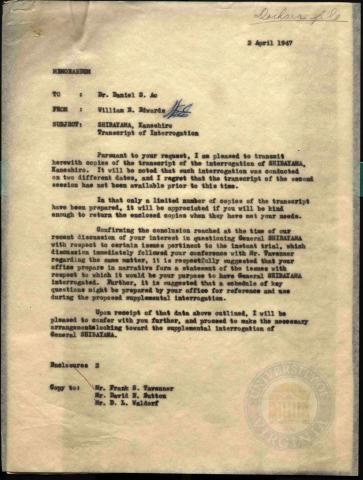 2 April 1947
MEMORANDUM
TO : Dr. Daniel S. Ao
FROM : William E. Edwards
SUBJECT: SHIBAYAMA, Kaneshiro
Transcript of Interrogation
Pursuant to your request, I am pleased to transmit
herewith copies of the transcript of the interrogation of SHIBAYAMA,
Kaneshiro. It will be noted that such interrogation was conducted
on two different dates, and I regret that the transcript of the second
session has not been available prior to this time.
In that only a limited number of copies of the transcript
have been prepared, it will be appreciated if you will be kind
enough to return the enclosed copies when they have met your needs.
Confirming the conclusion reached at the time of our
recent discussion of your interest in questioning General SHIBAYAMA
with respect to certain issues pertinent to the instant trial, which
discussion immediately followed your conference with Mr. Tavenner
regarding the same matter, it is respectfully suggested that your
office prepare in narrative form a statement of the issues with
respect to which it would be your purpose to have General SHIBAYAMA
interrogated. Further, it is suggested that a schedule of key
questions might be prepared by your office for reference and use
during the proposed supplemental interrogation.
Upon receipt of that data above outlined, I will be
pleased to confer with you further, and proceed to make the necessary
arrangements looking toward the supplemental interrogation of
General SHIBAYAMA.
Enclosures 2
Copy to: Mr. Frank S. Tavenner
Mr. David N. Sutton
Mr. D. L. Waldorf
UNIVERSITY OF
VIRGINIA